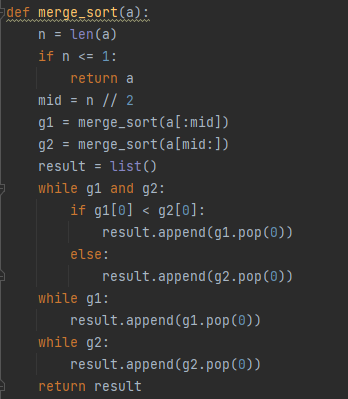 def merge_sort(a):
    n = len(a)
    if n <= 1:
        return a
    mid = n // 2
    g1 = merge_sort(a[:mid])
    g2 = merge_sort(a[mid:])
    result = list()
    while g1 and g2:
        if g1[0] < g2[0]:
            result.append(g1.pop(0))
        else:
            result.append(g2.pop(0))
    while g1:
        result.append(g1.pop(0))
    while g2:
        result.append(g2.pop(0))
    return result